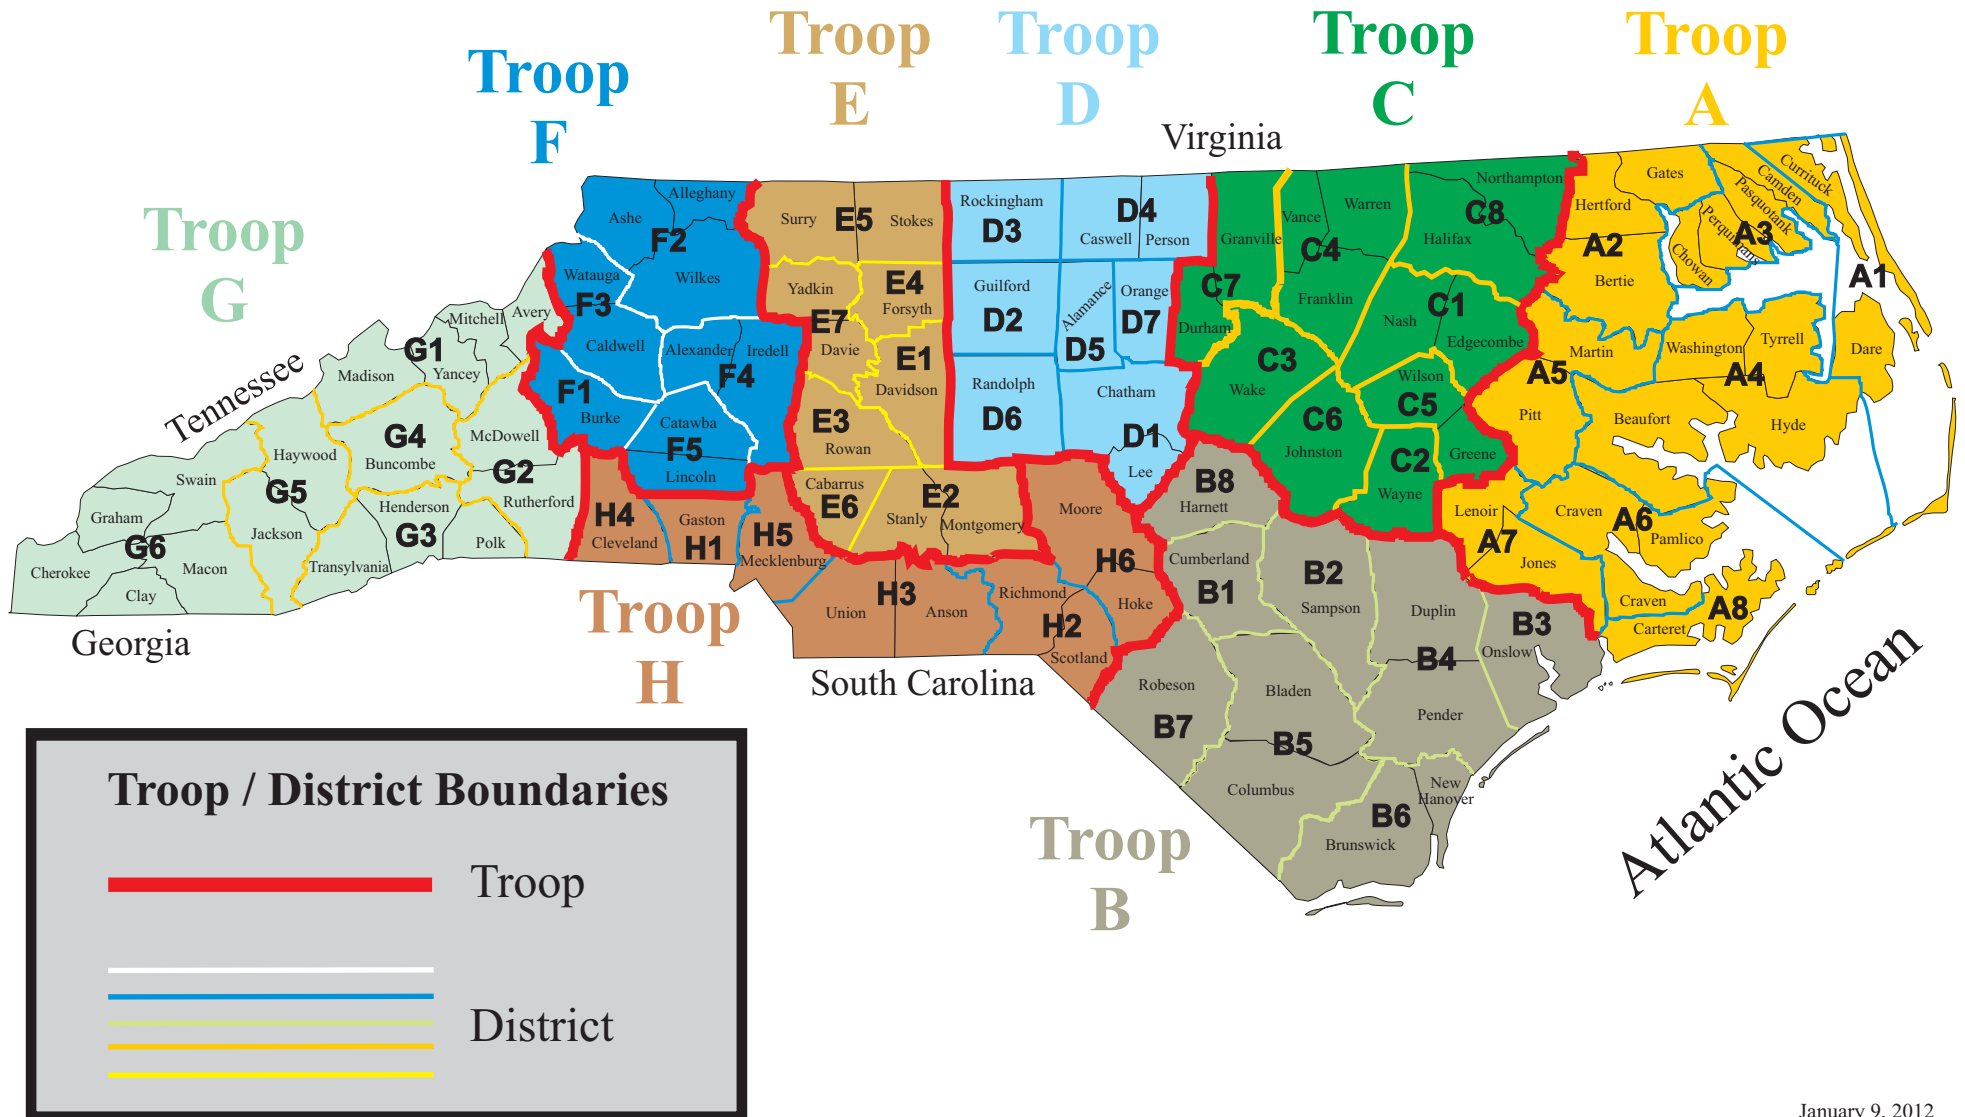 Troop
F
Troop
E
Troop
D
Troop
C
Troop
A
Troop
G
Virginia
Tennessee
Georgia
Troop
H
South Carolina
Troop
B
Atlantic Ocean
Ashe
Alleghany
F2
Wilkes
Watauga
F3
Caldwell
Alexander
Iredell
F4
F1
Burke
Catawba
F5
Lincoln
Surry
E5
Stokes
Yadkin
E4
Forsyth
E7
Davie
E1
Davidson
E3
Rowan
Cabarrus
E6
E2
Stanly
Montgomery
Rockingham
D3
D4
Caswell
Person
Guilford
D2
Alamance
D5
Orange
D7
Randolph
D6
Chatham
D1
Lee
Granville
Vance
Warren
C4
Northampton
C8
Halifax
C7
Durham
Franklin
C1
Nash
Edgecombe
C3
Wake
Wilson
C5
C6
Johnston
C2
Greene
Wayne
Gates
Hertford
A2
Bertie
Currituck
Camden
Pasquotank
Perquimans
A3
Chowan
A1
Martin
A5
Washington
Tyrrell
A4
Dare
Pitt
Beaufort
Hyde
Lenoir
Craven
A6
Pamlico
A7
Jones
Craven
A8
Carteret
Avery
Mitchell
G1
Yancey
Madison
McDowell
G4
Buncombe
G2
Rutherford
Haywood
Swain
G5
Jackson
Henderson
G3
Polk
Transylvania
Graham
G6
Cherokee
Macon
Clay
H4
Cleveland
Gaston
H1
H5
Mecklenburg
Moore
H6
Hoke
H3
Union
Anson
Richmond
H2
Scotland
B8
Harnett
Cumberland
B1
B2
Sampson
Duplin
B3
Onslow
B4
Pender
Robeson
B7
Bladen
B5
Columbus
New
Hanover
B6
Brunswick
Troop / District Boundaries
Troop
District
January 9, 2012